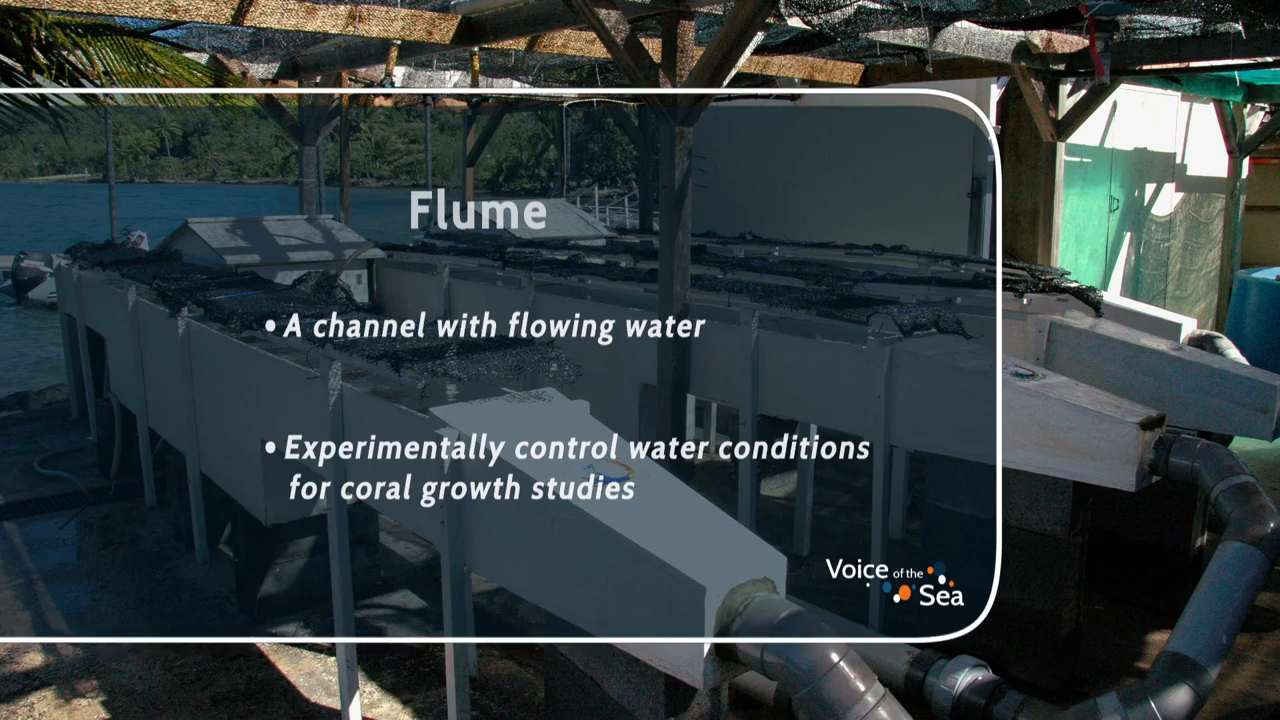 Flume
• A channel with flowing water
• Experimentally control water conditions
for coral growth studies
Voice of the
Sea